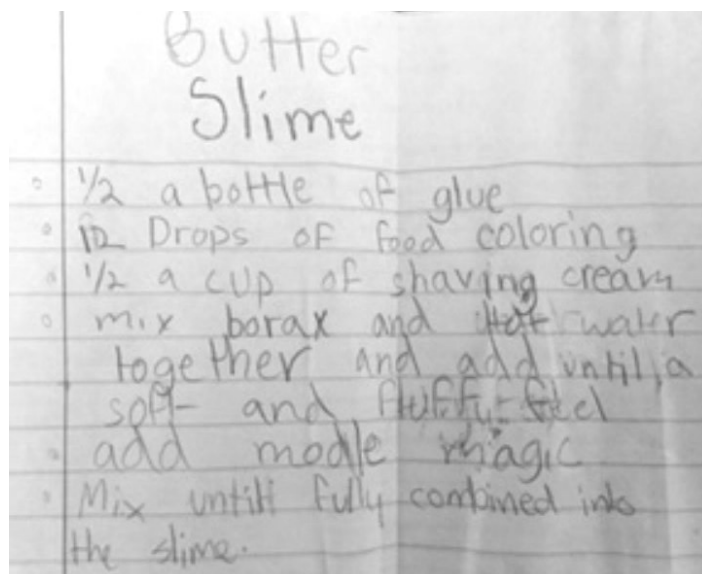 Butter
Slime
1/2 a bottle of glue
Drops of food coloring
1/2 a cup of shaving cream
mix borax and hot water
together and add until a
soft and fluffy feel
add modle magic
Mix until fully combined into
the slime.